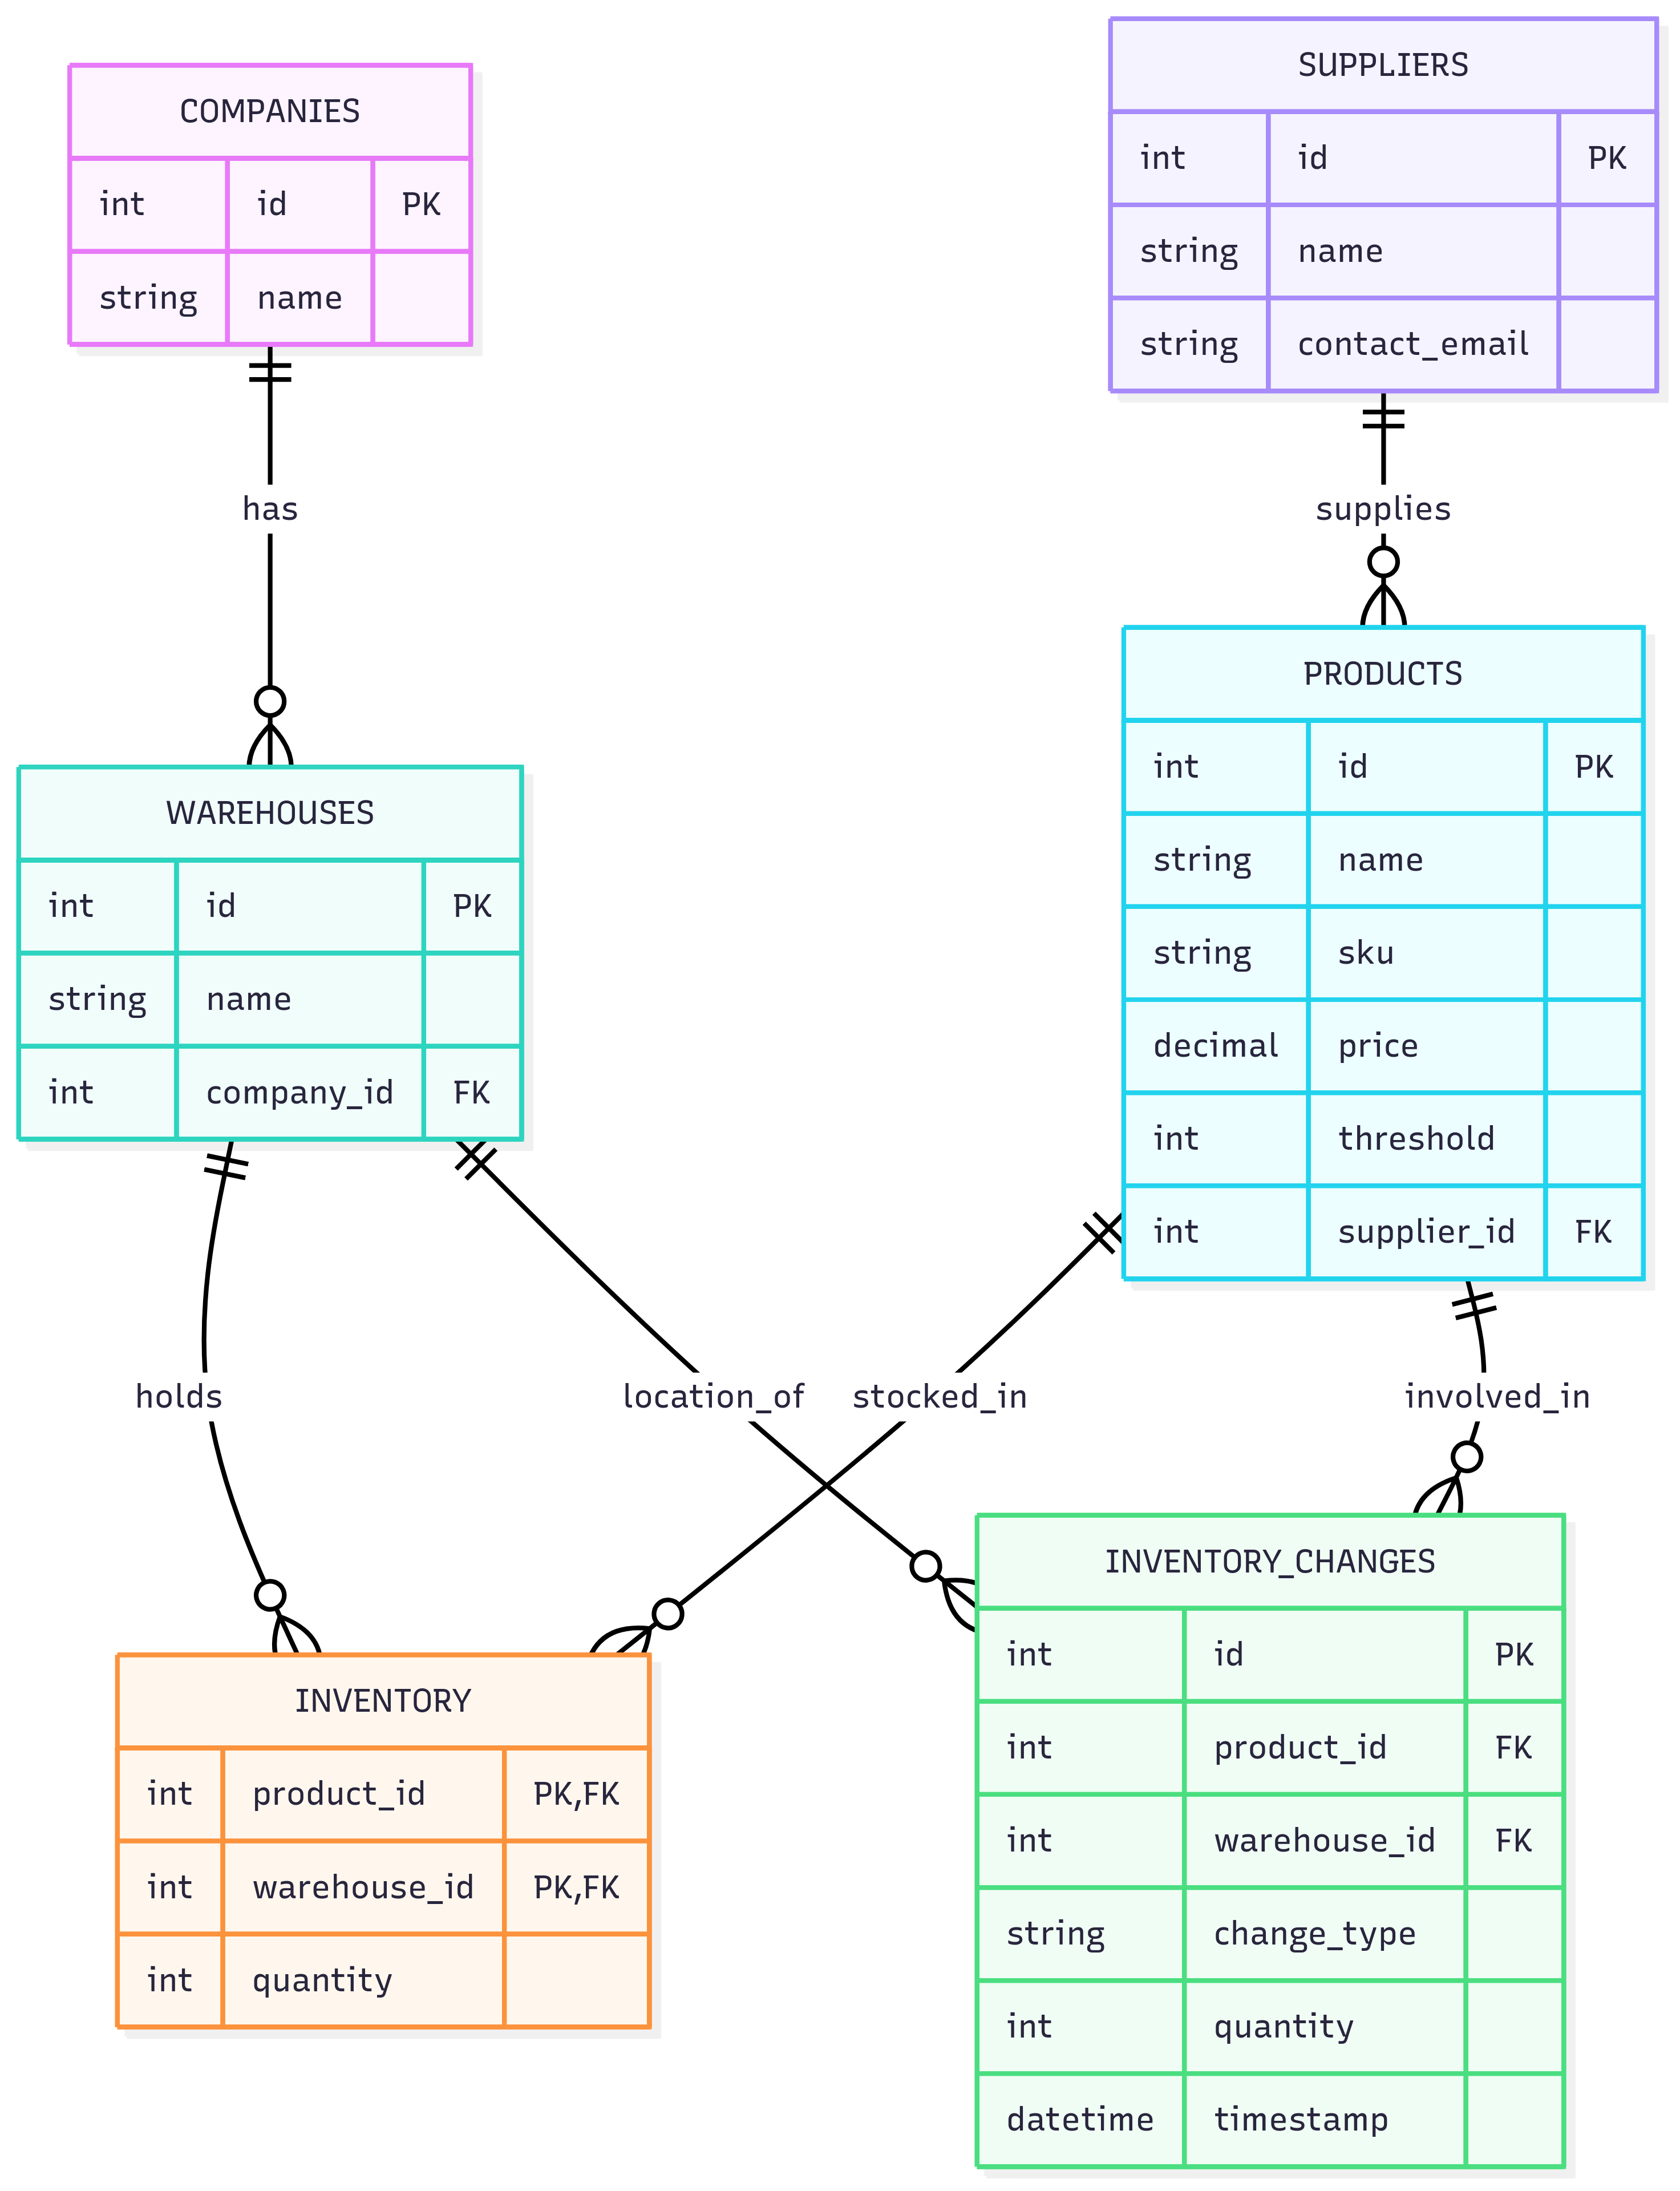 COMPANIES
int id PK
string name
SUPPLIERS
int id PK
string name
string contact_email
has
supplies
WAREHOUSES
int id PK
string name
int company_id FK
PRODUCTS
int id PK
string name
string sku
decimal price
int threshold
int supplier_id FK
holds
location_of
stocked_in
involved_in
INVENTORY
int product_id PK,FK
int warehouse_id PK,FK
int quantity
INVENTORY_CHANGES
int id PK
int product_id FK
int warehouse_id FK
string change_type
int quantity
datetime timestamp